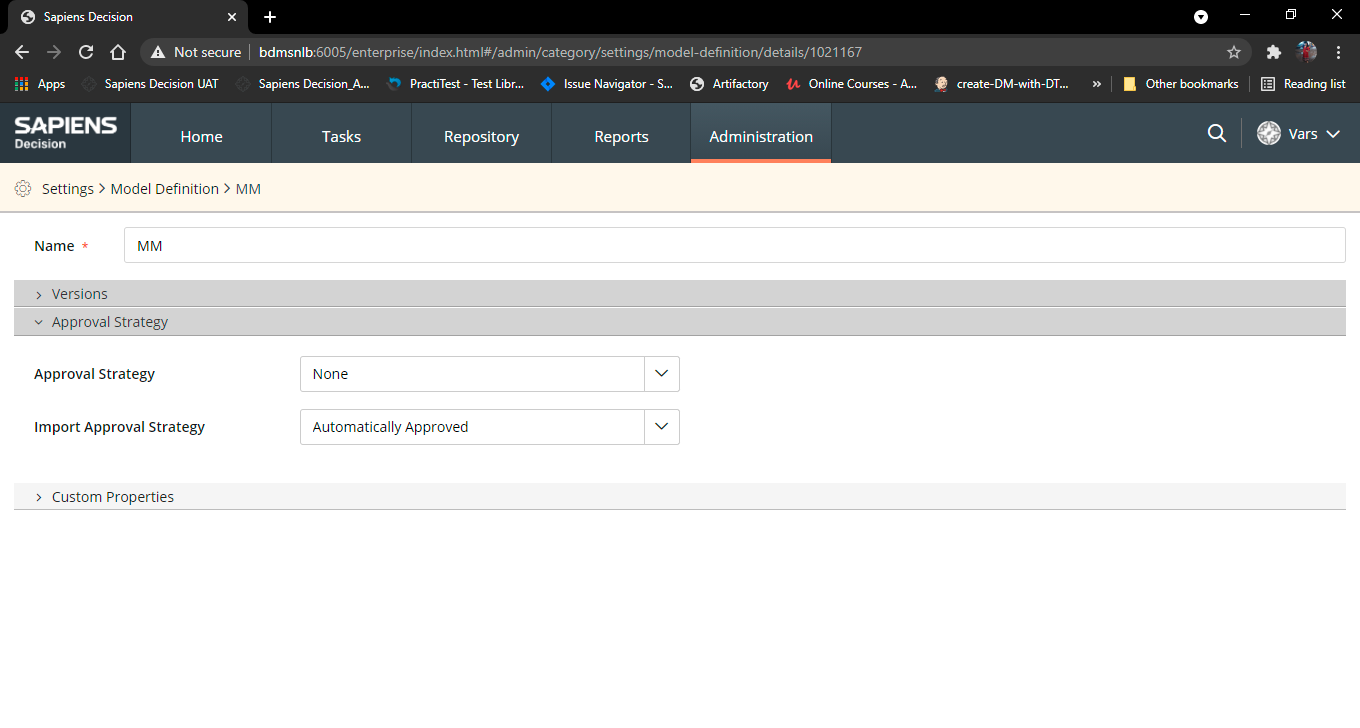 Sapiens Decision
Not secure bdmsnlb:6005/enterprise/index.html#/admin/category/settings/model-definition/details/1021167
Apps Sapiens Decision UAT Sapiens Decision_A... PractiTest - Test Libr... Issue Navigator - S... Artifactory Online Courses - A... create-DM-with-DT... » Other bookmarks Reading list
SAPIENS
Decision
Home Tasks Repository Reports Administration Vars
Settings > Model Definition > MM
Name * MM
Versions
Approval Strategy
Approval Strategy None
Import Approval Strategy Automatically Approved
Custom Properties